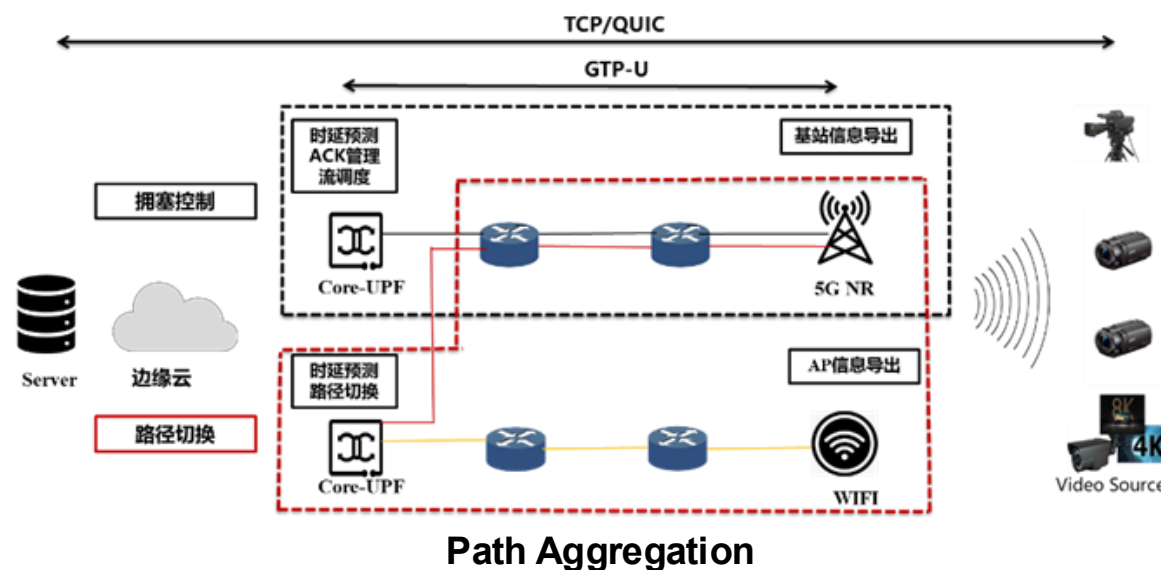 TCP/QUIC
GTP-U
时延预测
ACK管理
流调度
基站信息导出
拥塞控制
Core-UPF
5G NR
Server
边缘云
时延预测
路径切换
AP信息导出
路径切换
Core-UPF
WIFI
8K
4K
Video Source
Path Aggregation